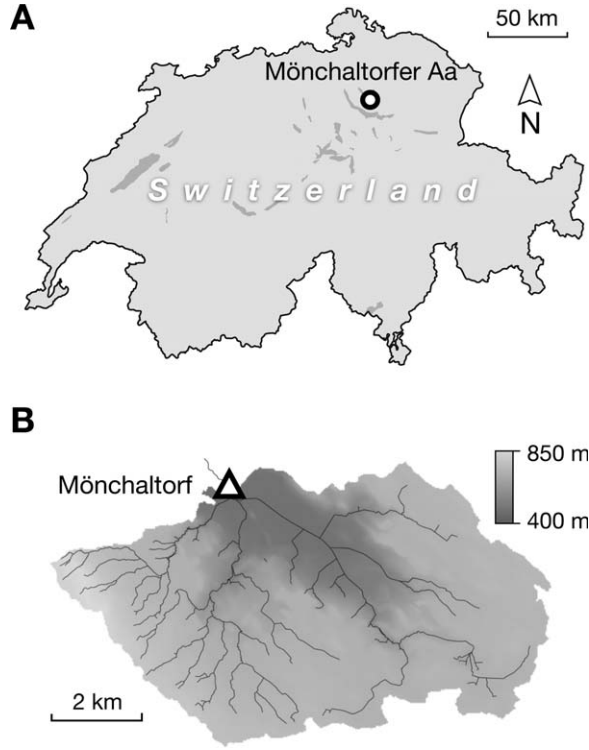 A
50 km
Mönchaltorfer Aa
N
Switzerland
B
850 m
Mönchaltorf
400 m
2 km